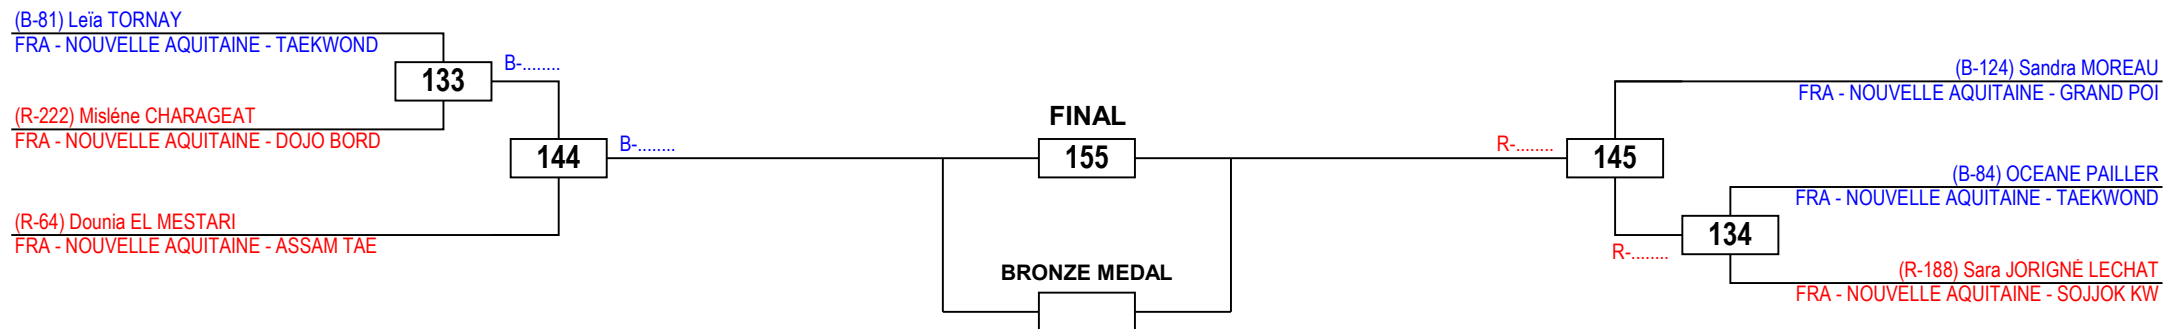 (B-81) Leïa TORNAY
FRA - NOUVELLE AQUITAINE - TAEKWOND
133
B-........
(R-222) Misléne CHARAGEAT
FRA - NOUVELLE AQUITAINE - DOJO BORD
144
B-........
(R-64) Dounia EL MESTARI
FRA - NOUVELLE AQUITAINE - ASSAM TAE
FINAL
155
BRONZE MEDAL
(B-124) Sandra MOREAU
FRA - NOUVELLE AQUITAINE - GRAND POI
R-........
145
(B-84) OCEANE PAILLER
FRA - NOUVELLE AQUITAINE - TAEKWOND
134
R-........
(R-188) Sara JORIGNÉ LECHAT
FRA - NOUVELLE AQUITAINE - SOJJOK KW